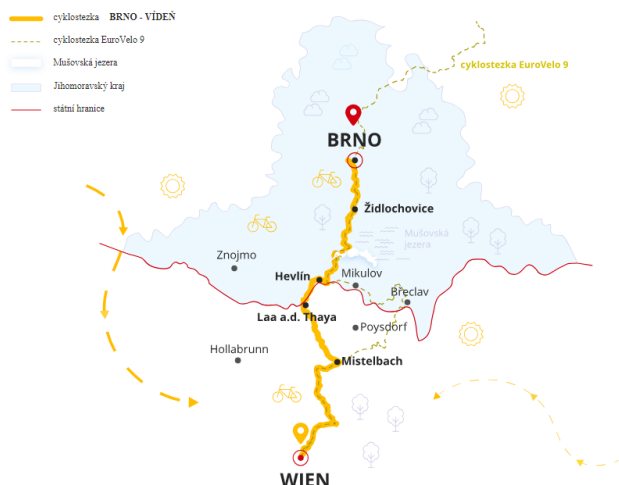 cyklostezka BRNO - VÍDEŇ
cyklostezka EuroVelo 9
Mušovská jezera
Jihomoravský kraj
státní hranice
cyklostezka EuroVelo 9
BRNO
Židlochovice
Mušovská
jezera
Znojmo
Hevlín
Mikulov
Břeclav
Laa a.d. Thaya
Poysdorf
Hollabrunn
Mistelbach
WIEN